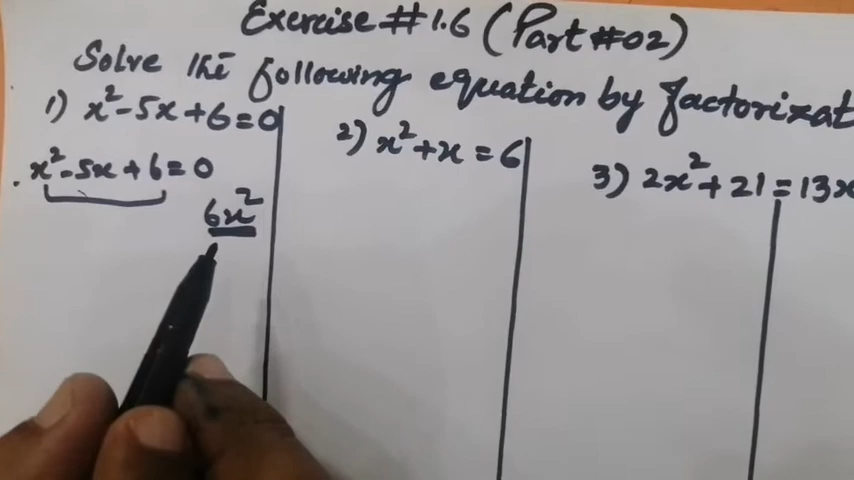 Exercise #1.6 (Part #02)
Solve the following equation by factorizat
1) x² - 5x + 6 = 0
x² - 5x + 6 = 0
6x²
2) x² + x = 6
3) 2x² + 21 = 13x